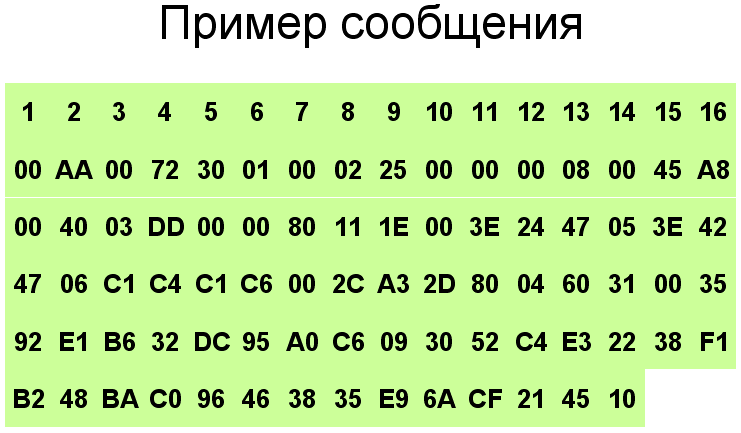 Пример сообщения
1 2 3 4 5 6 7 8 9 10 11 12 13 14 15 16
00 AA 00 72 30 01 00 02 25 00 00 00 08 00 45 A8
00 40 03 DD 00 00 80 11 1E 00 3E 24 47 05 3E 42
47 06 C1 C4 C1 C6 00 2C A3 2D 80 04 60 31 00 35
92 E1 B6 32 DC 95 A0 C6 09 30 52 C4 E3 22 38 F1
B2 48 BA C0 96 46 38 35 E9 6A CF 21 45 10